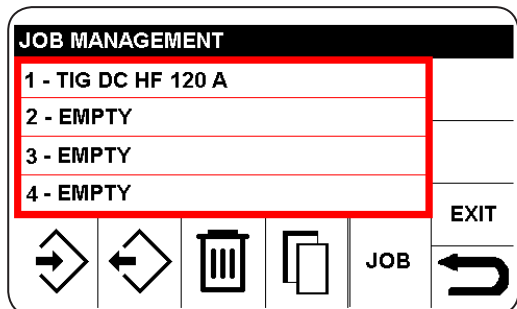 JOB MANAGEMENT
1 - TIG DC HF 120 A
2 - EMPTY
3 - EMPTY
4 - EMPTY
EXIT
JOB